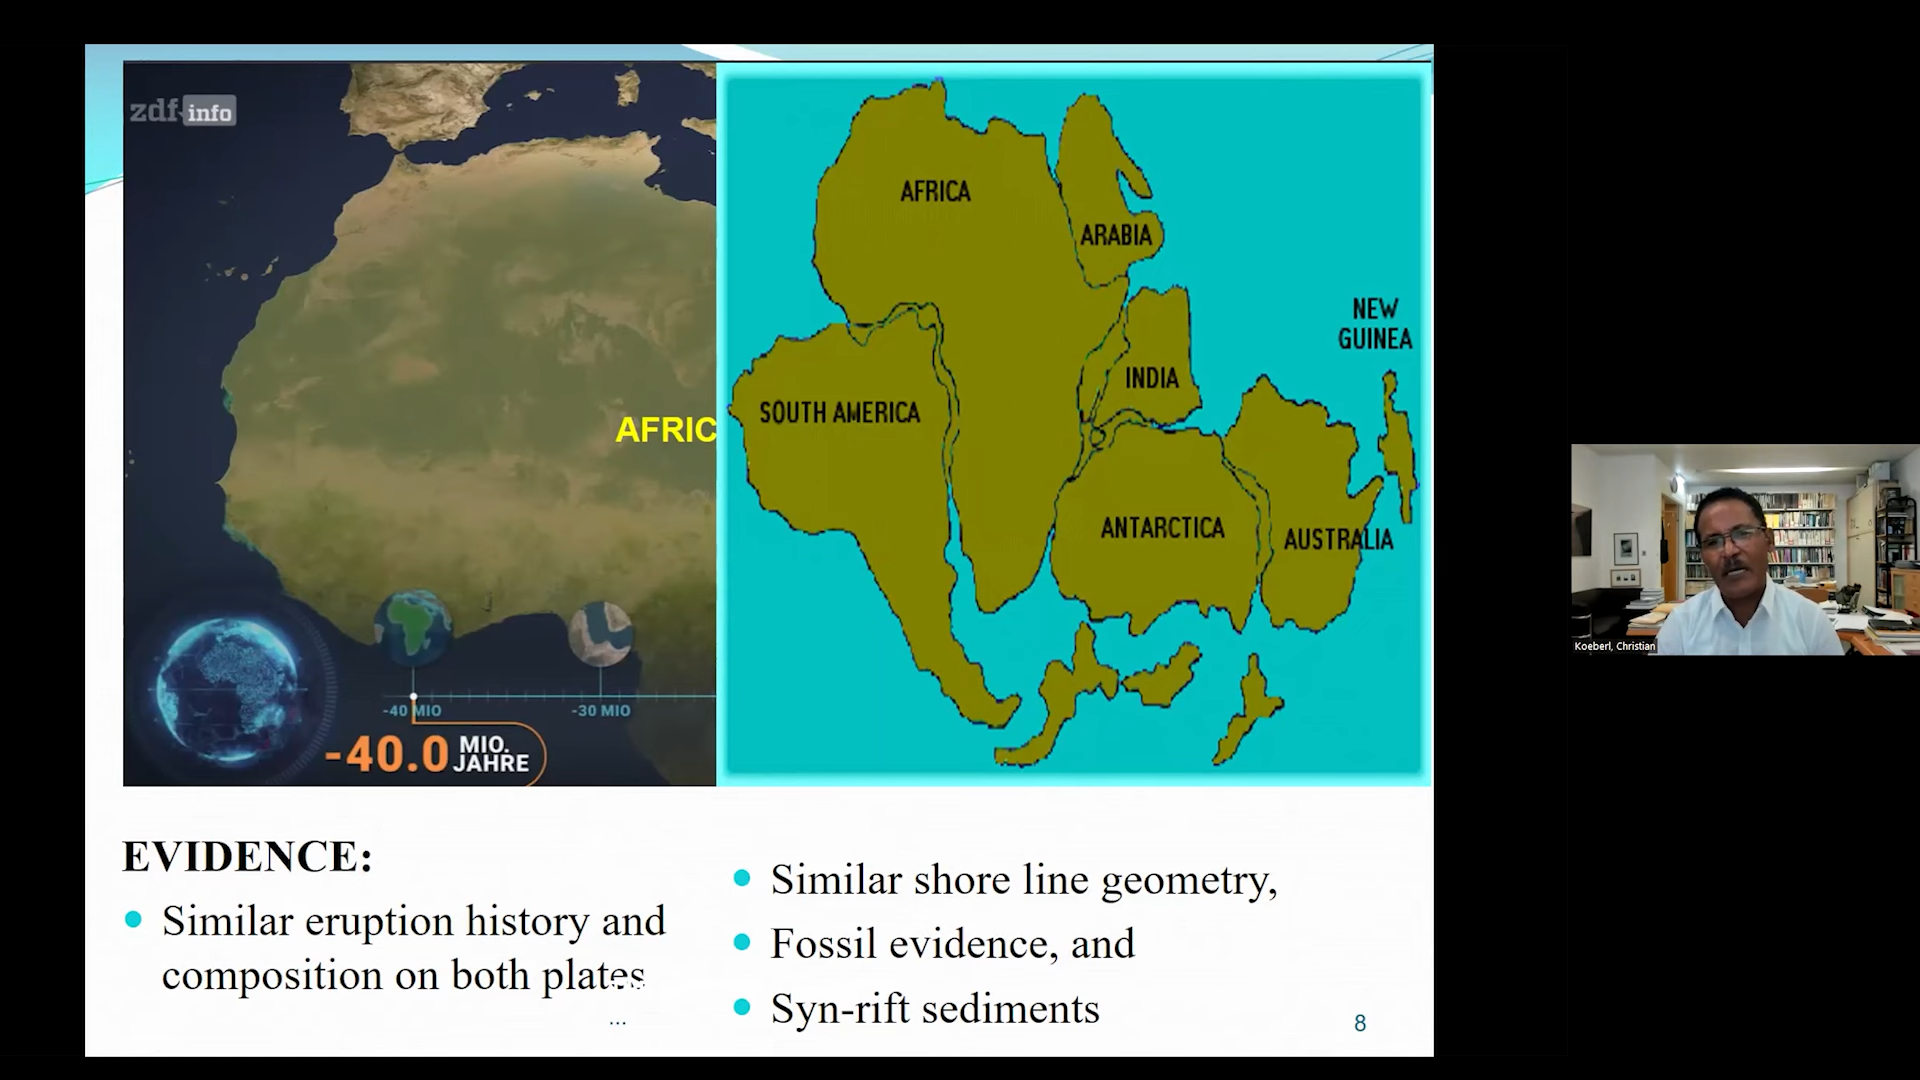 zdf info
AFRIC
-40 MIO
-30 MIO
-40.0 MIO. JAHRE
AFRICA
ARABIA
NEW
GUINEA
INDIA
SOUTH AMERICA
ANTARCTICA
AUSTRALIA
Koeberl, Christian
EVIDENCE:
Similar eruption history and
composition on both plates
...
Similar shore line geometry,
Fossil evidence, and
Syn-rift sediments
8